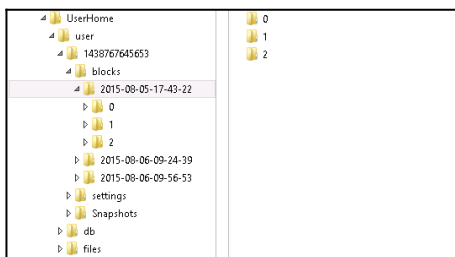 UserHome
user
1438767645653
blocks
2015-08-05-17-43-22
0
1
2
2015-08-06-09-24-39
2015-08-06-09-56-53
settings
Snapshots
db
files
0
1
2